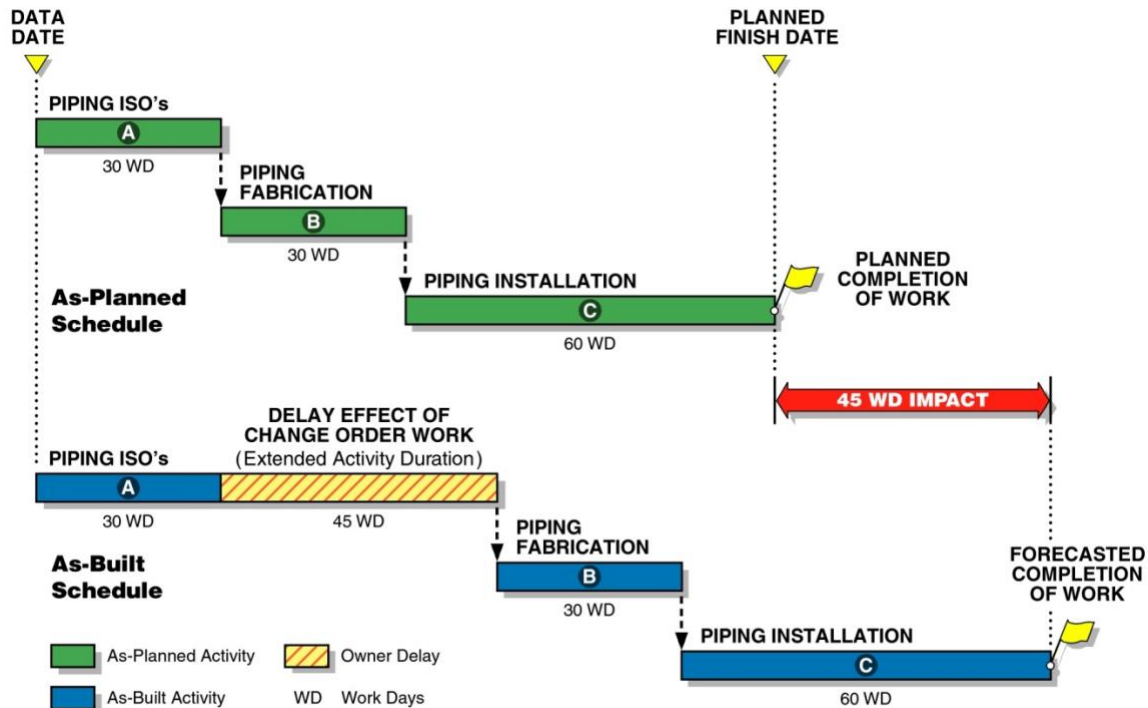 DATA
DATE
PLANNED
FINISH DATE
PIPING ISO's
A
30 WD
PIPING
FABRICATION
B
30 WD
PIPING INSTALLATION
C
60 WD
As-Planned
Schedule
PLANNED
COMPLETION
OF WORK
45 WD IMPACT
DELAY EFFECT OF
CHANGE ORDER WORK
(Extended Activity Duration)
PIPING ISO's
A
30 WD
45 WD
PIPING
FABRICATION
B
30 WD
As-Built
Schedule
FORECASTED
COMPLETION
OF WORK
PIPING INSTALLATION
C
60 WD
As-Planned Activity
Owner Delay
As-Built Activity
WD Work Days